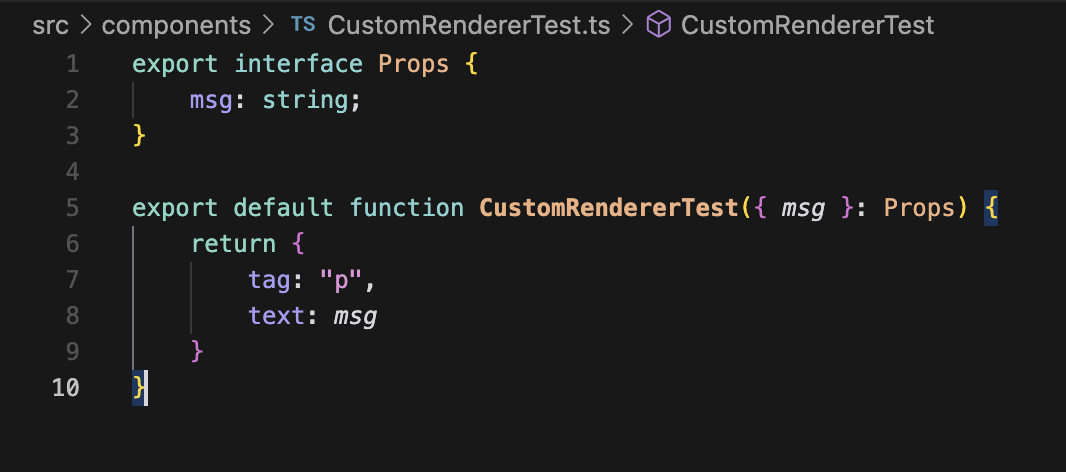 src > components > TS CustomRendererTest.ts > CustomRendererTest
1 export interface Props {
2     msg: string;
3 }
4
5 export default function CustomRendererTest({ msg }: Props) {
6     return {
7         tag: "p",
8         text: msg
9     }
10 }